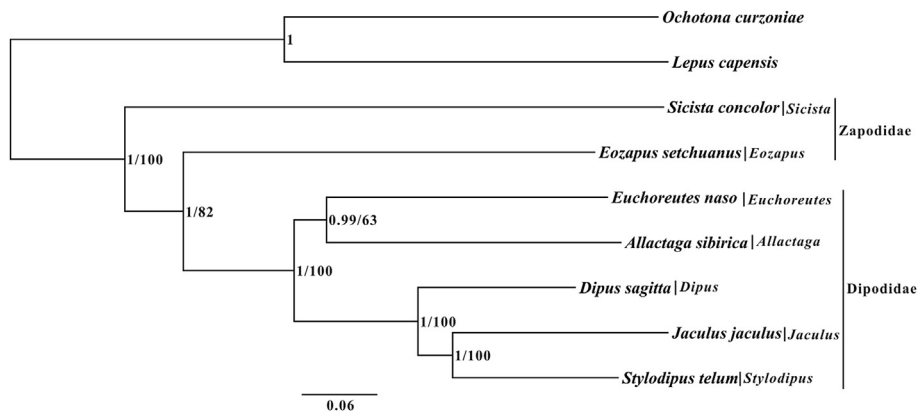 Ochotona curzoniae
1
Lepus capensis
Sicista concolor|Sicista
Zapodidae
1/100
Eozapus setchuanus|Eozapus
1/82
Euchoreutes naso|Euchoreutes
0.99/63
Allactaga sibirica|Allactaga
1/100
Dipus sagitta|Dipus
Dipodidae
1/100
Jaculus jaculus|Jaculus
1/100
Stylodipus telum|Stylodipus
0.06